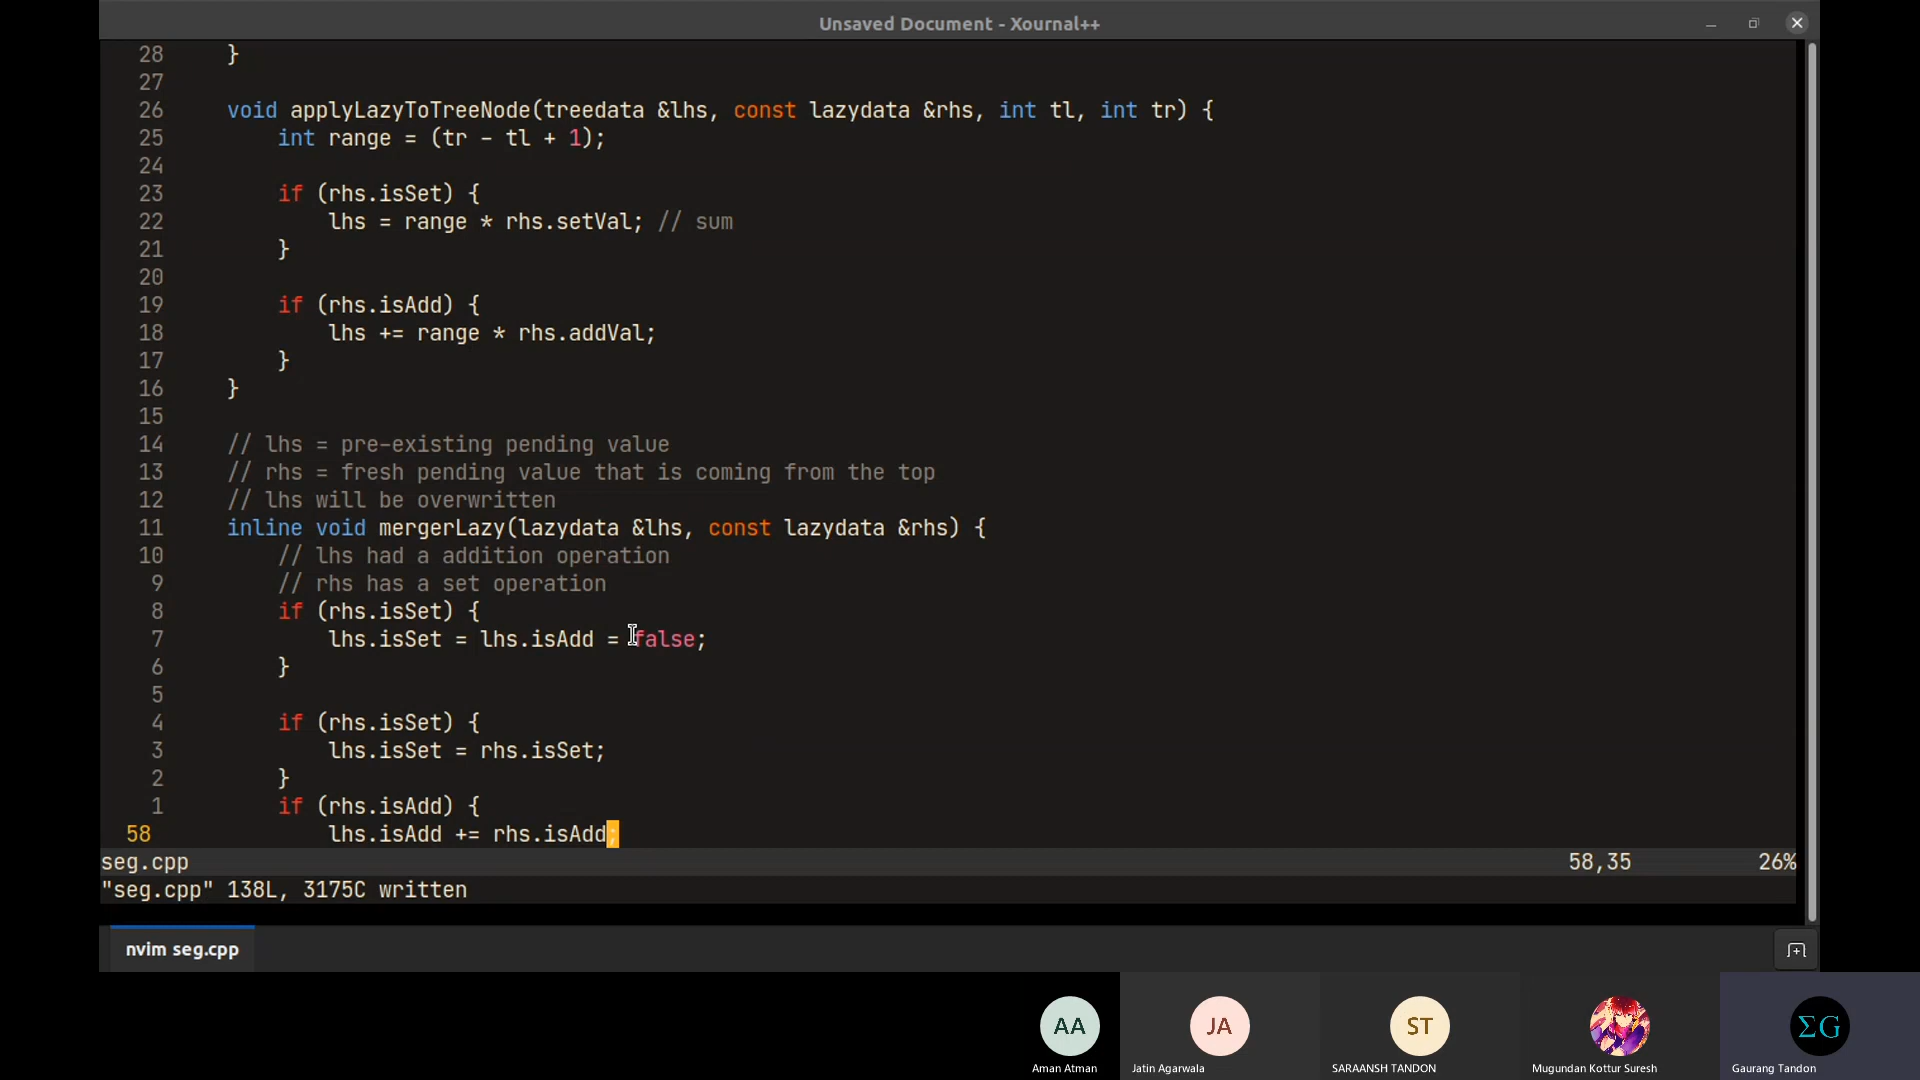 Unsaved Document - Xournal++
28 }
27
26 void applyLazyToTreeNode(treedata &lhs, const lazydata &rhs, int tl, int tr) {
25 int range = (tr - tl + 1);
24
23 if (rhs.isSet) {
22 lhs = range * rhs.setVal; // sum
21 }
20
19 if (rhs.isAdd) {
18 lhs += range * rhs.addVal;
17 }
16 }
15
14 // lhs = pre-existing pending value
13 // rhs = fresh pending value that is coming from the top
12 // lhs will be overwritten
11 inline void mergerLazy(lazydata &lhs, const lazydata &rhs) {
10 // lhs had a addition operation
9 // rhs has a set operation
8 if (rhs.isSet) {
7 lhs.isSet = lhs.isAdd = false;
6 }
5
4 if (rhs.isSet) {
3 lhs.isSet = rhs.isSet;
2 }
1 if (rhs.isAdd) {
58 lhs.isAdd += rhs.isAdd;
seg.cpp 58,35 26%
"seg.cpp" 138L, 3175C written
nvim seg.cpp
AA JA ST ΣG
Aman Atman Jatin Agarwala SARAANSH TANDON Mugundan Kottur Suresh Gaurang Tandon